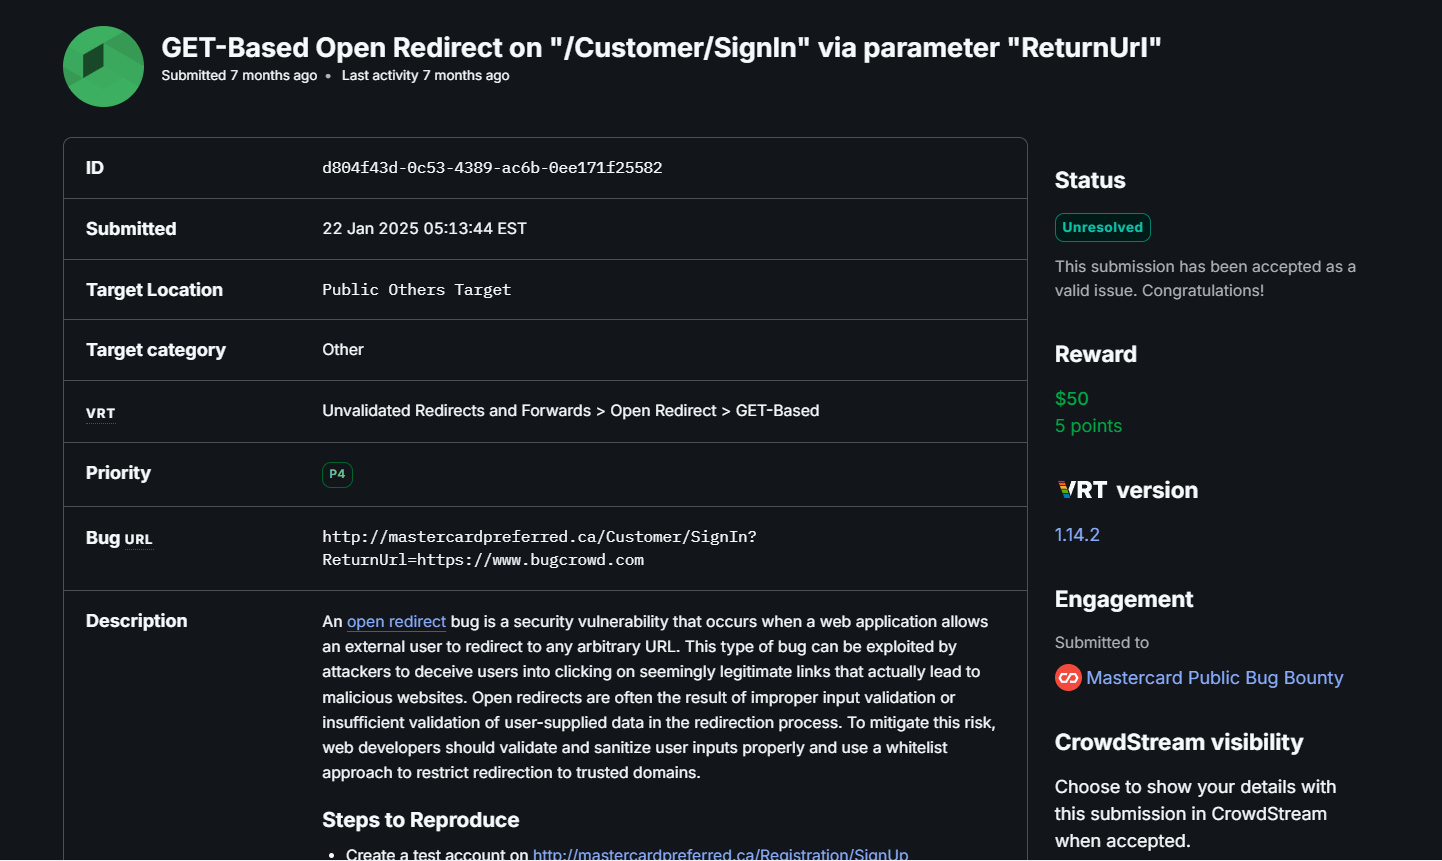 GET-Based Open Redirect on "/Customer/SignIn" via parameter "ReturnUrl"
Submitted 7 months ago • Last activity 7 months ago
ID
d804f43d-0c53-4389-ac6b-0ee171f25582
Submitted
22 Jan 2025 05:13:44 EST
Target Location
Public Others Target
Target category
Other
VRT
Unvalidated Redirects and Forwards > Open Redirect > GET-Based
Priority
P4
Bug URL
http://mastercardpreferred.ca/Customer/SignIn?
ReturnUrl=https://www.bugcrowd.com
Description
An open redirect bug is a security vulnerability that occurs when a web application allows
an external user to redirect to any arbitrary URL. This type of bug can be exploited by
attackers to deceive users into clicking on seemingly legitimate links that actually lead to
malicious websites. Open redirects are often the result of improper input validation or
insufficient validation of user-supplied data in the redirection process. To mitigate this risk,
web developers should validate and sanitize user inputs properly and use a whitelist
approach to restrict redirection to trusted domains.
Steps to Reproduce
• Create a test account on http://mastercardpreferred.ca/Registration/SignUp
Status
Unresolved
This submission has been accepted as a
valid issue. Congratulations!
Reward
$50
5 points
VRT version
1.14.2
Engagement
Submitted to
Mastercard Public Bug Bounty
CrowdStream visibility
Choose to show your details with
this submission in CrowdStream
when accepted.